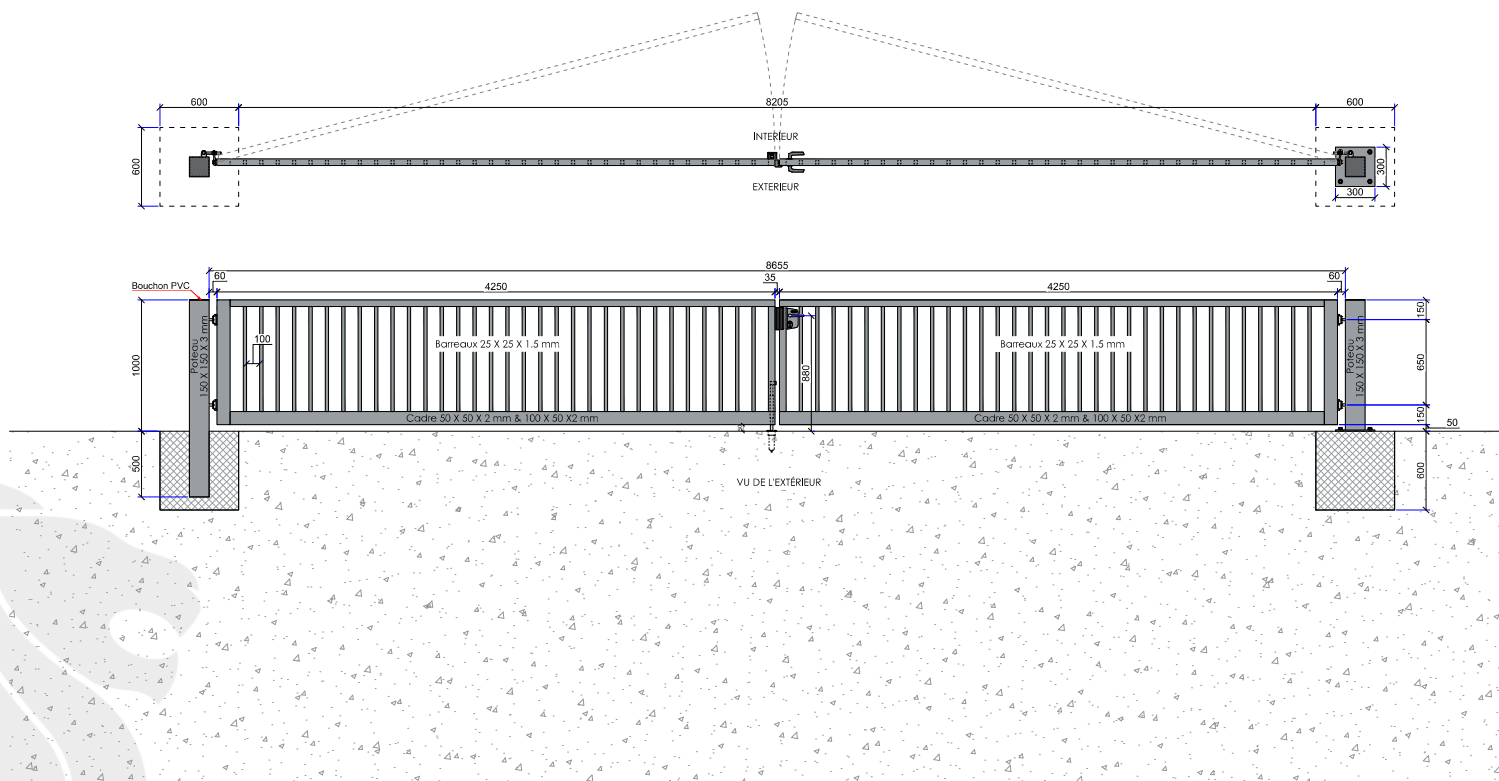 600
8205
600
INTERIEUR
600
300
EXTERIEUR
300
8655
60
35
60
Bouchon PVC
4250
4250
150
Poteau
150 X 150 X 3 mm
100
Barreaux 25 X 25 X 1.5 mm
Barreaux 25 X 25 X 1.5 mm
Poteau
150 X 150 X 3 mm
1000
880
650
Cadre 50 X 50 X 2 mm & 100 X 50 X2 mm
Cadre 50 X 50 X 2 mm & 100 X 50 X2 mm
150
50
500
600
VU DE L'EXTÉRIEUR